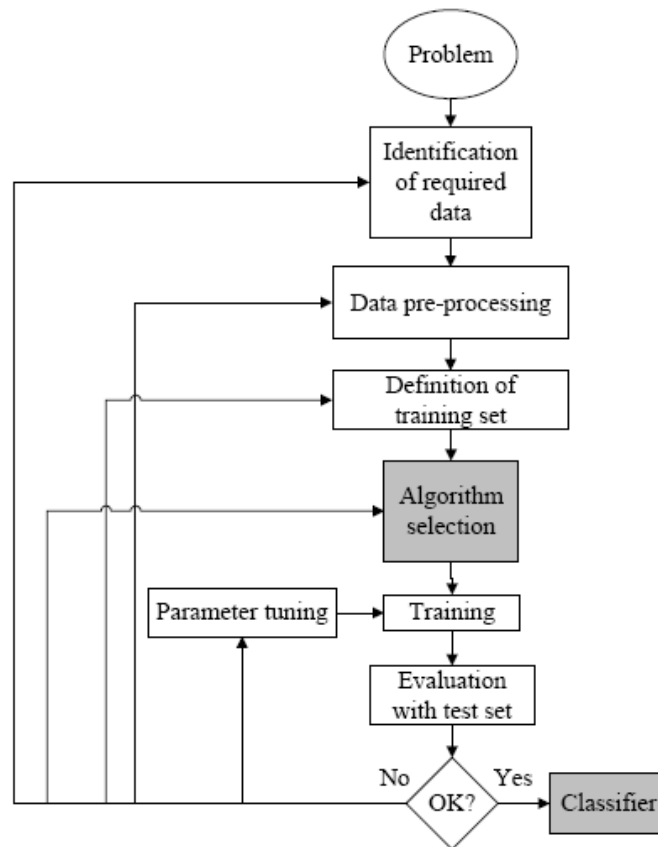 Problem
Identification
of required
data
Data pre-processing
Definition of
training set
Algorithm
selection
Parameter tuning
Training
Evaluation
with test set
No
Yes
OK?
Classifier